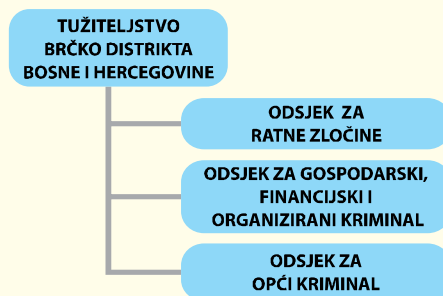 TUŽITELJSTVO
BRČKO DISTRIKTA
BOSNE I HERCEGOVINE
ODSJEK ZA
RATNE ZLOČINE
ODSJEK ZA GOSPODARSKI,
FINANCIJSKI I
ORGANIZIRANI KRIMINAL
ODSJEK ZA
OPĆI KRIMINAL